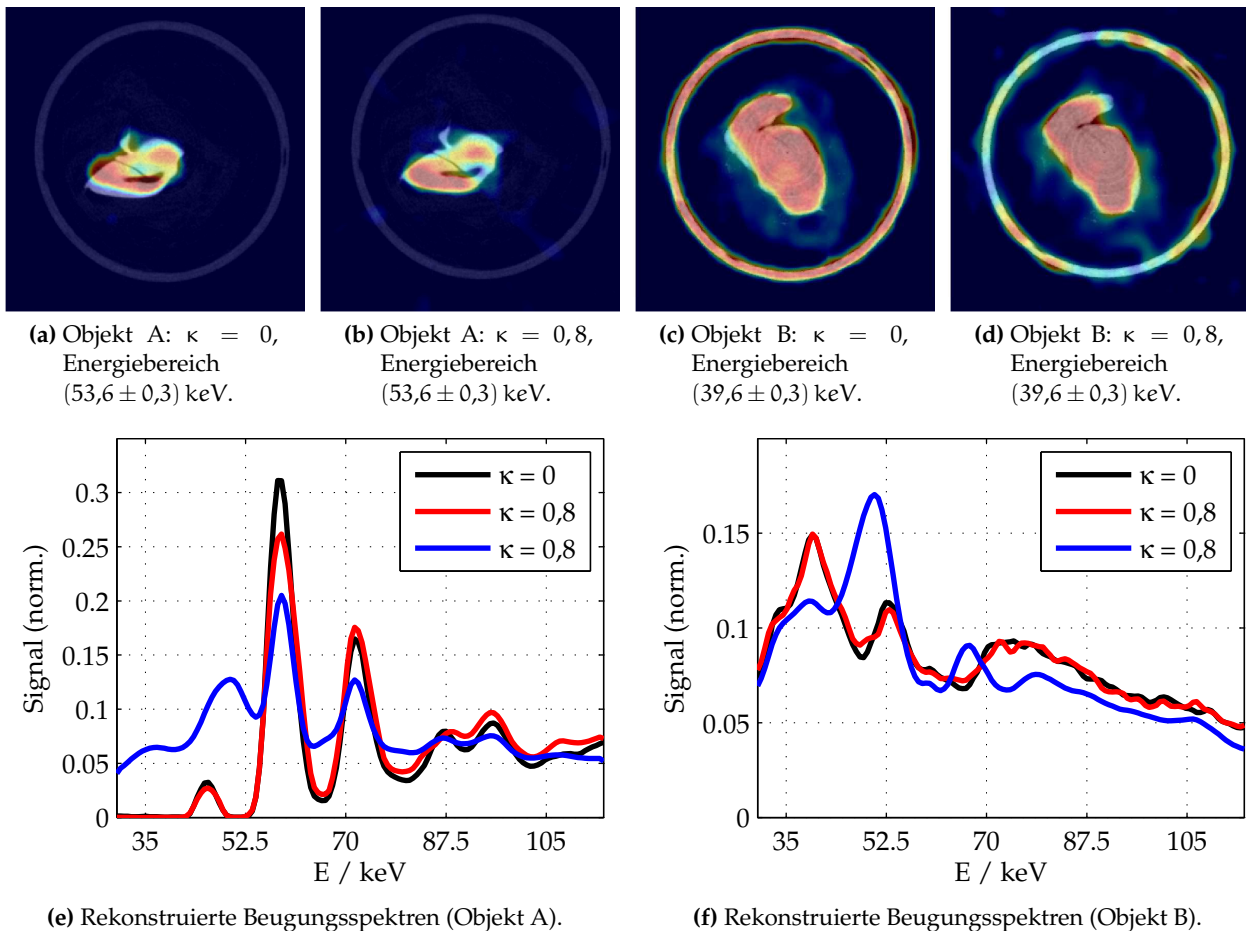 (a) Objekt A: κ = 0,
Energiebereich
(53,6 ± 0,3) keV.
(b) Objekt A: κ = 0,8,
Energiebereich
(53,6 ± 0,3) keV.
(c) Objekt B: κ = 0,
Energiebereich
(39,6 ± 0,3) keV.
(d) Objekt B: κ = 0,8,
Energiebereich
(39,6 ± 0,3) keV.
0.3
0.25
0.2
0.15
0.1
0.05
0
Signal (norm.)
35 52.5 70 87.5 105
E / keV
κ = 0
κ = 0,8
κ = 0,8
(e) Rekonstruierte Beugungsspektren (Objekt A).
0.15
0.1
0.05
0
Signal (norm.)
35 52.5 70 87.5 105
E / keV
κ = 0
κ = 0,8
κ = 0,8
(f) Rekonstruierte Beugungsspektren (Objekt B).